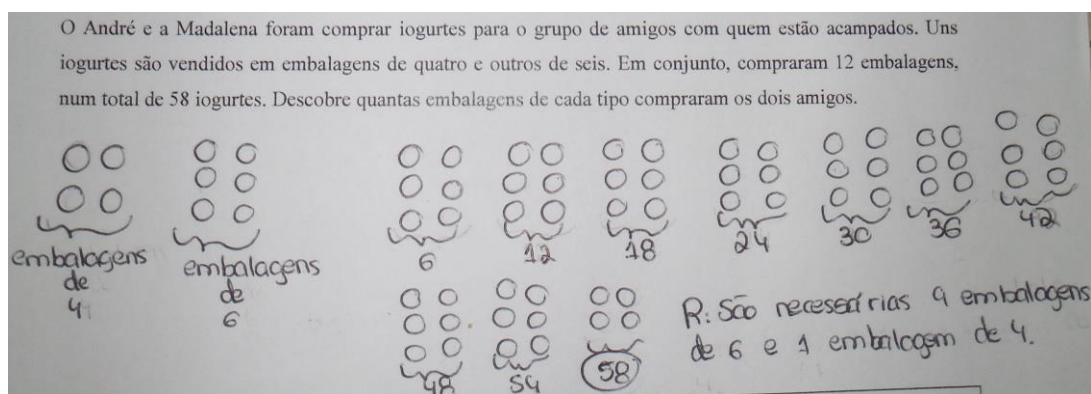 O André e a Madalena foram comprar iogurtes para o grupo de amigos com quem estão acampados. Uns
iogurtes são vendidos em embalagens de quatro e outros de seis. Em conjunto, compraram 12 embalagens,
num total de 58 iogurtes. Descobre quantas embalagens de cada tipo compraram os dois amigos.
embalagens
de
4
embalagens
de
6
6 12 18 24 30 36 42
48 54 58
R: São necesárias 9 embalagens
de 6 e 1 embalagem de 4.